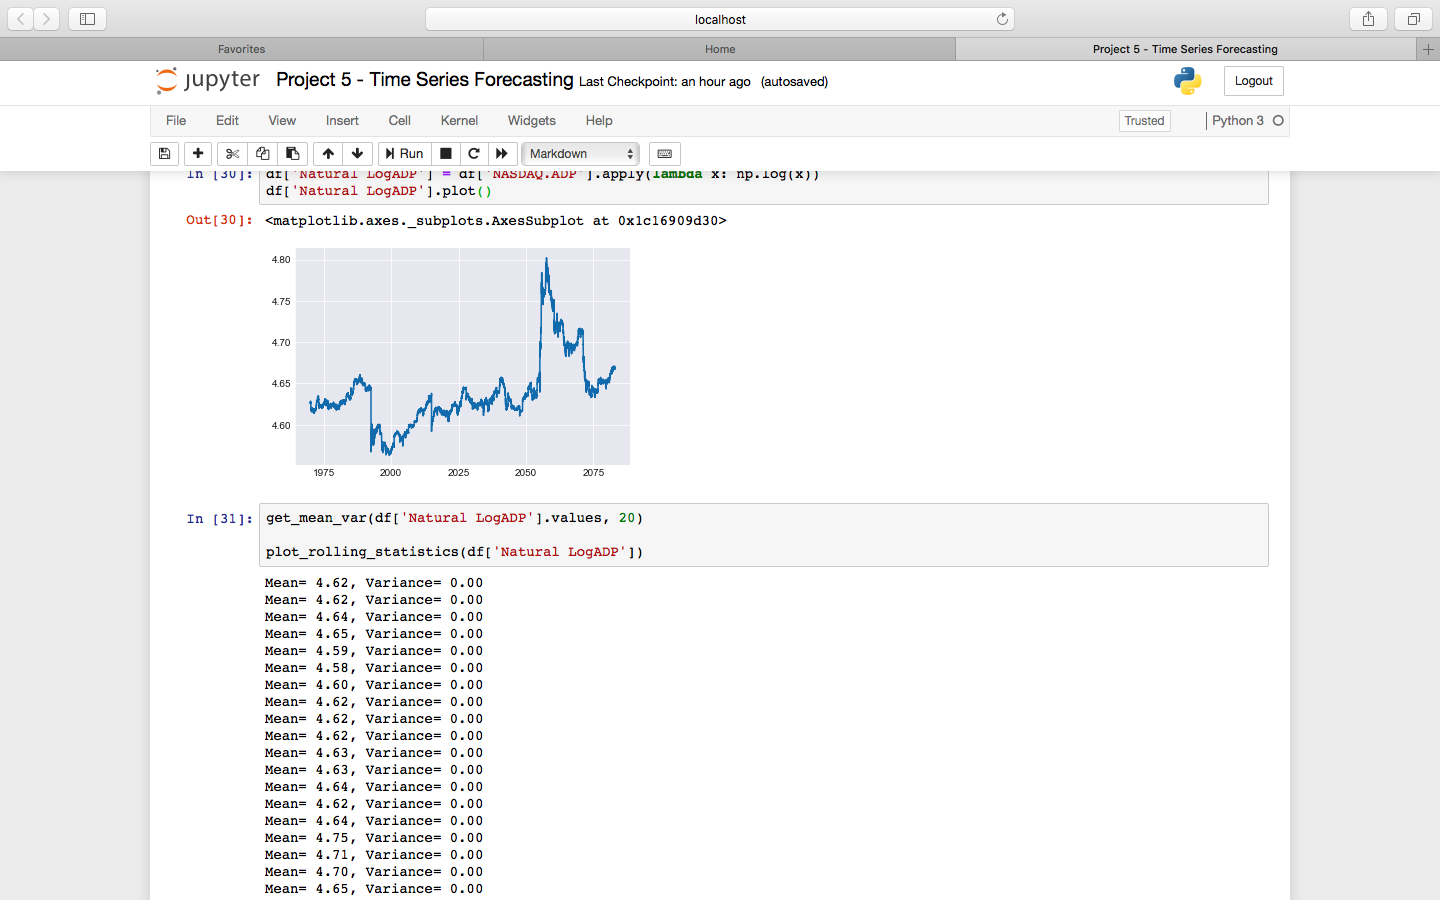 localhost
Favorites
Home
Project 5 - Time Series Forecasting
jupyter
Project 5 - Time Series Forecasting Last Checkpoint: an hour ago (autosaved)
Logout
File Edit View Insert Cell Kernel Widgets Help
Trusted
Python 3
Run
Markdown
In [30]: df['Natural LogADP'] = df['NASDAQ.ADP'].apply(lambda x: np.log(x))
df['Natural LogADP'].plot()
Out[30]: <matplotlib.axes._subplots.AxesSubplot at 0x1c16909d30>
4.80
4.75
4.70
4.65
4.60
1975 2000 2025 2050 2075
In [31]: get_mean_var(df['Natural LogADP'].values, 20)
plot_rolling_statistics(df['Natural LogADP'])
Mean= 4.62, Variance= 0.00
Mean= 4.62, Variance= 0.00
Mean= 4.64, Variance= 0.00
Mean= 4.65, Variance= 0.00
Mean= 4.59, Variance= 0.00
Mean= 4.58, Variance= 0.00
Mean= 4.60, Variance= 0.00
Mean= 4.62, Variance= 0.00
Mean= 4.62, Variance= 0.00
Mean= 4.62, Variance= 0.00
Mean= 4.63, Variance= 0.00
Mean= 4.63, Variance= 0.00
Mean= 4.64, Variance= 0.00
Mean= 4.62, Variance= 0.00
Mean= 4.64, Variance= 0.00
Mean= 4.75, Variance= 0.00
Mean= 4.71, Variance= 0.00
Mean= 4.70, Variance= 0.00
Mean= 4.65, Variance= 0.00